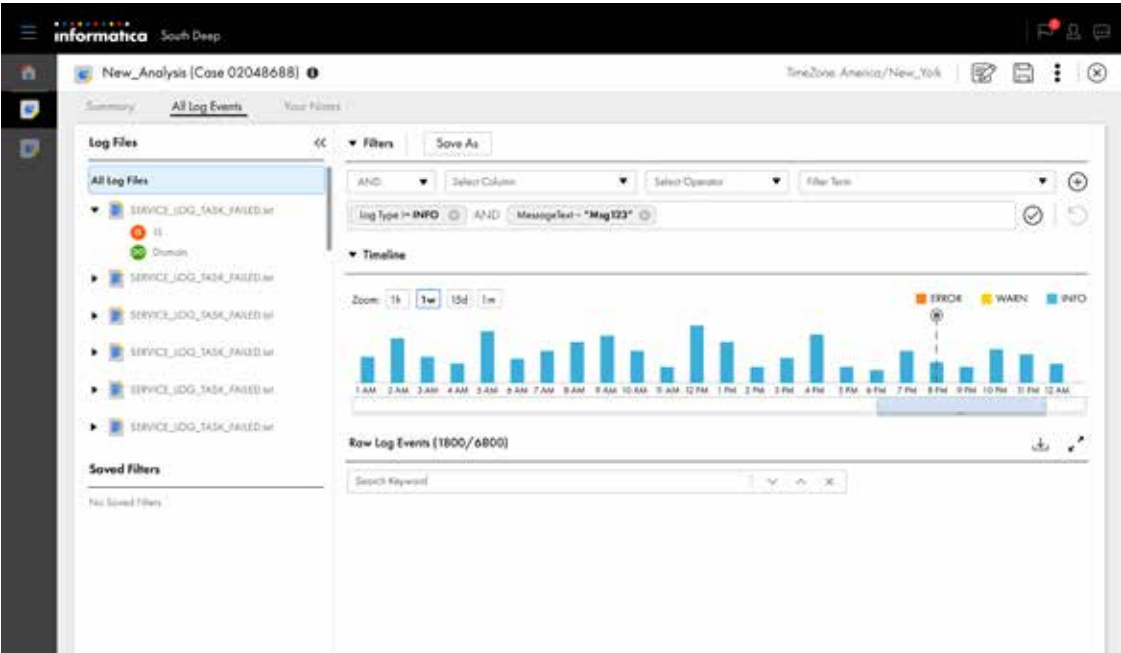 informatica South Deep
New_Analysis (Case 02048688)
TimeZone: America/New_York
Summary All Log Events Your Notes
Log Files
All Log Files
SERVICE_LOG_TASK_FAILED.txt
IS
Domain
SERVICE_LOG_TASK_FAILED.txt
SERVICE_LOG_TASK_FAILED.txt
SERVICE_LOG_TASK_FAILED.txt
SERVICE_LOG_TASK_FAILED.txt
SERVICE_LOG_TASK_FAILED.txt
Saved Filters
No Saved Filters
Filters Save As
AND Select Column Select Operator Filter Term
Log Type != INFO AND MessageText = "Msg123"
Timeline
Zoom: 1h 1w 15d 1m
ERROR WARN INFO
1 AM 2 AM 3 AM 4 AM 5 AM 6 AM 7 AM 8 AM 9 AM 10 AM 11 AM 12 PM 1 PM 2 PM 3 PM 4 PM 5 PM 6 PM 7 PM 8 PM 9 PM 10 PM 11 PM 12 AM
Raw Log Events (1800/6800)
Search Keyword